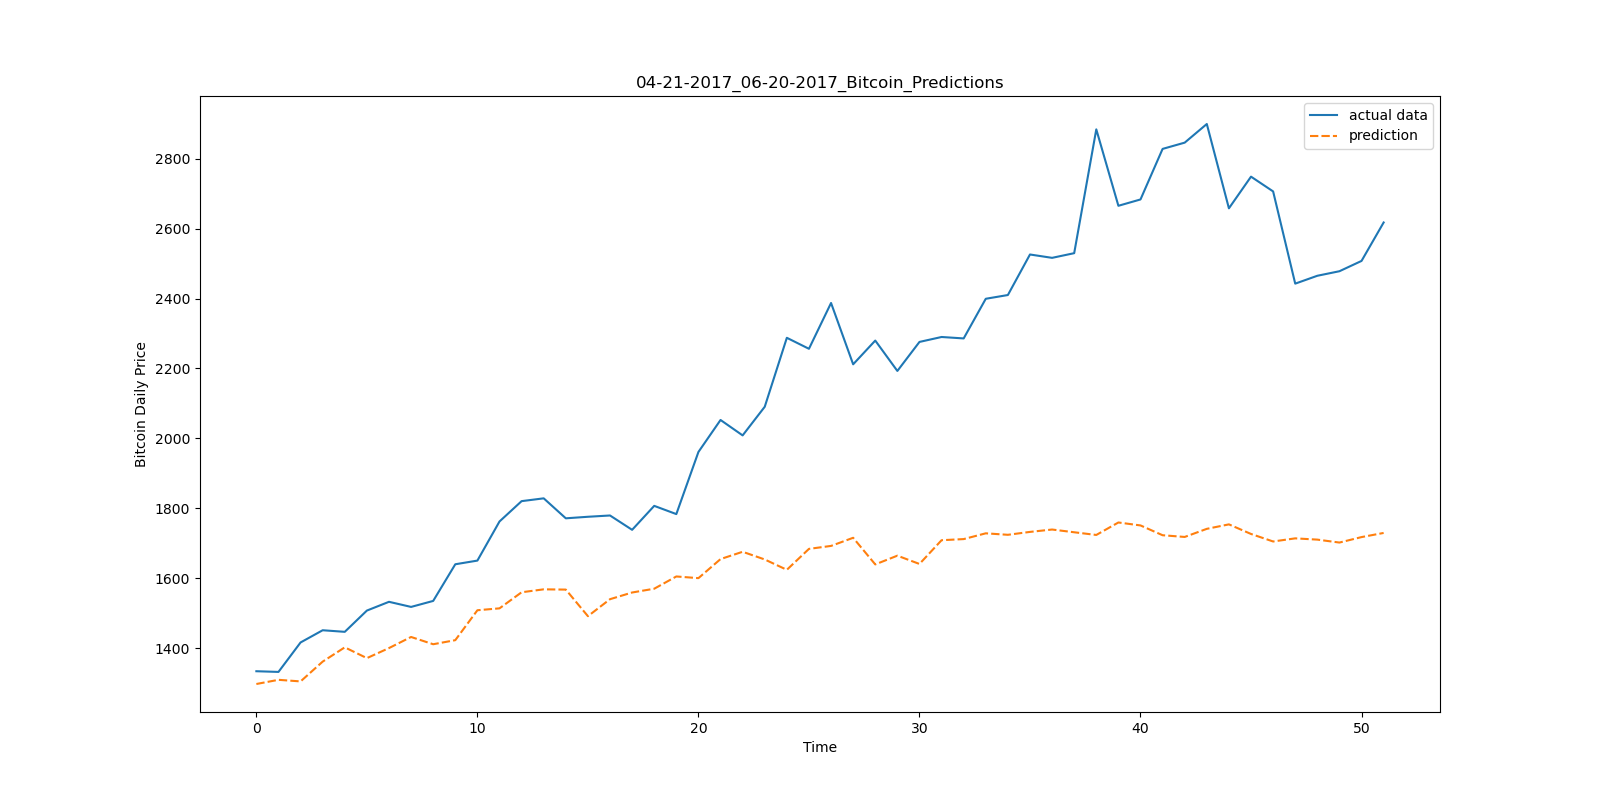 04-21-2017_06-20-2017_Bitcoin_Predictions
actual data
prediction
Bitcoin Daily Price
2800
2600
2400
2200
2000
1800
1600
1400
0 10 20 30 40 50
Time